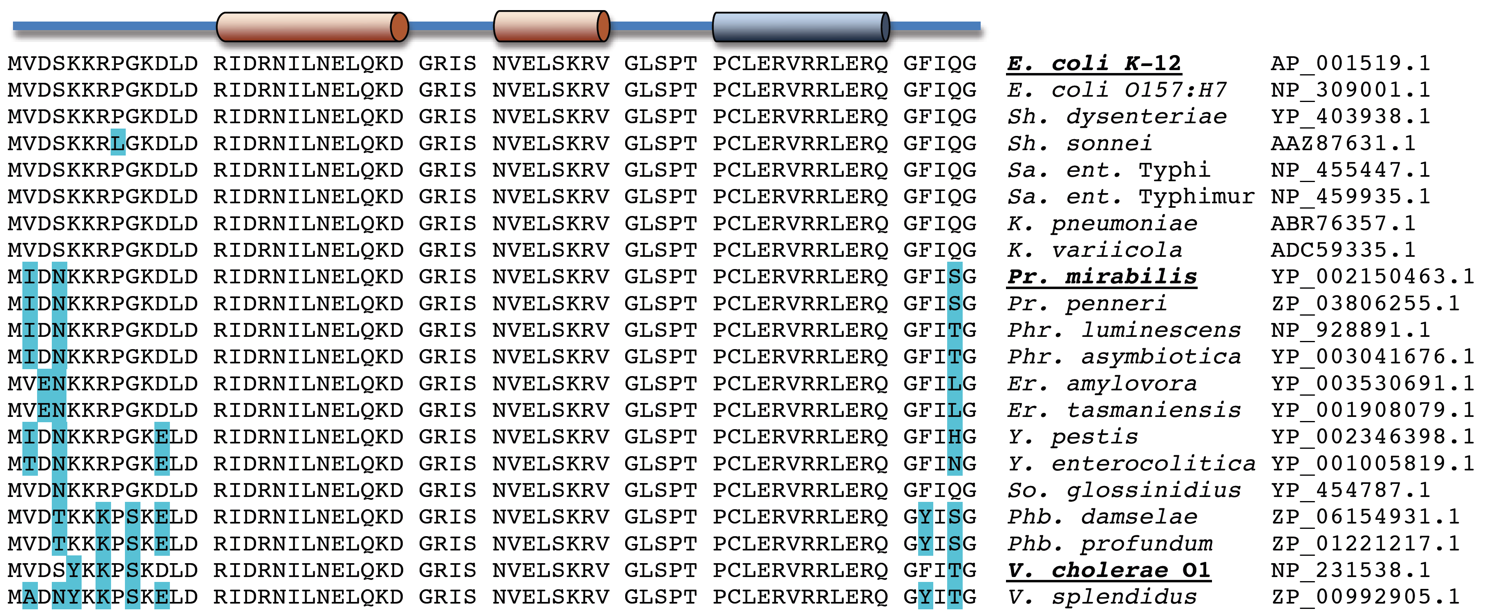 MVDSKKRPGKDLD RIDRNILNELQKD GRIS NVELSKRV GLSPT PCLERVRRLERQ GFIQG E. coli K-12 AP_001519.1
MVDSKKRPGKDLD RIDRNILNELQKD GRIS NVELSKRV GLSPT PCLERVRRLERQ GFIQG E. coli O157:H7 NP_309001.1
MVDSKKRPGKDLD RIDRNILNELQKD GRIS NVELSKRV GLSPT PCLERVRRLERQ GFIQG Sh. dysenteriae YP_403938.1
MVDSKKRLGKDLD RIDRNILNELQKD GRIS NVELSKRV GLSPT PCLERVRRLERQ GFIQG Sh. sonnei AAZ87631.1
MVDSKKRPGKDLD RIDRNILNELQKD GRIS NVELSKRV GLSPT PCLERVRRLERQ GFIQG Sa. ent. Typhi NP_455447.1
MVDSKKRPGKDLD RIDRNILNELQKD GRIS NVELSKRV GLSPT PCLERVRRLERQ GFIQG Sa. ent. Typhimur NP_459935.1
MVDSKKRPGKDLD RIDRNILNELQKD GRIS NVELSKRV GLSPT PCLERVRRLERQ GFIQG K. pneumoniae ABR76357.1
MVDSKKRPGKDLD RIDRNILNELQKD GRIS NVELSKRV GLSPT PCLERVRRLERQ GFIQG K. variicola ADC59335.1
MIDNKKRPGKDLD RIDRNILNELQKD GRIS NVELSKRV GLSPT PCLERVRRLERQ GFISG Pr. mirabilis YP_002150463.1
MIDNKKRPGKDLD RIDRNILNELQKD GRIS NVELSKRV GLSPT PCLERVRRLERQ GFISG Pr. penneri ZP_03806255.1
MIDNKKRPGKDLD RIDRNILNELQKD GRIS NVELSKRV GLSPT PCLERVRRLERQ GFITG Phr. luminescens NP_928891.1
MIDNKKRPGKDLD RIDRNILNELQKD GRIS NVELSKRV GLSPT PCLERVRRLERQ GFITG Phr. asymbiotica YP_003041676.1
MVENKKRPGKDLD RIDRNILNELQKD GRIS NVELSKRV GLSPT PCLERVRRLERQ GFILG Er. amylovora YP_003530691.1
MVENKKRPGKDLD RIDRNILNELQKD GRIS NVELSKRV GLSPT PCLERVRRLERQ GFILG Er. tasmaniensis YP_001908079.1
MIDNKKRPGKELD RIDRNILNELQKD GRIS NVELSKRV GLSPT PCLERVRRLERQ GFIHG Y. pestis YP_002346398.1
MTDNKKRPGKELD RIDRNILNELQKD GRIS NVELSKRV GLSPT PCLERVRRLERQ GFING Y. enterocolitica YP_001005819.1
MVDNKKRPGKDLD RIDRNILNELQKD GRIS NVELSKRV GLSPT PCLERVRRLERQ GFIQG So. glossinidius YP_454787.1
MVDTKKKPSKELD RIDRNILNELQKD GRIS NVELSKRV GLSPT PCLERVRRLERQ GYISG Phb. damselae ZP_06154931.1
MVDTKKKPSKELD RIDRNILNELQKD GRIS NVELSKRV GLSPT PCLERVRRLERQ GYISG Phb. profundum ZP_01221217.1
MVDSYKKPSKDLD RIDRNILNELQKD GRIS NVELSKRV GLSPT PCLERVRRLERQ GFITG V. cholerae O1 NP_231538.1
MADNYKKPSKELD RIDRNILNELQKD GRIS NVELSKRV GLSPT PCLERVRRLERQ GYITG V. splendidus ZP_00992905.1